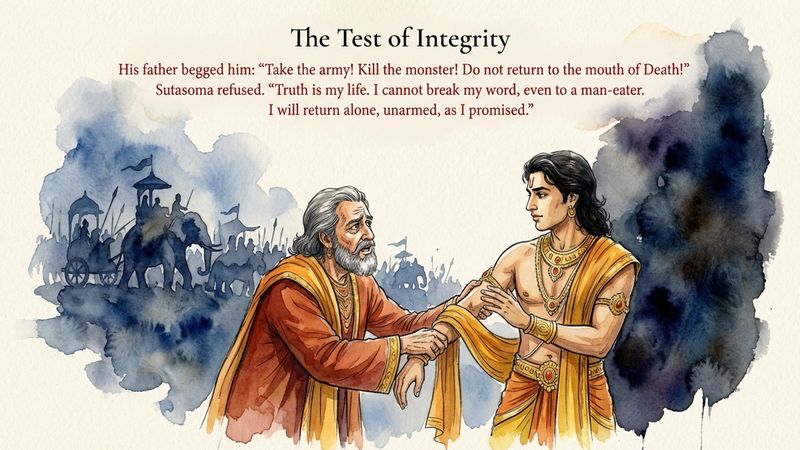 The Test of Integrity
His father begged him: “Take the army! Kill the monster! Do not return to the mouth of Death!”
Sutasoma refused. “Truth is my life. I cannot break my word, even to a man-eater.
I will return alone, unarmed, as I promised.”